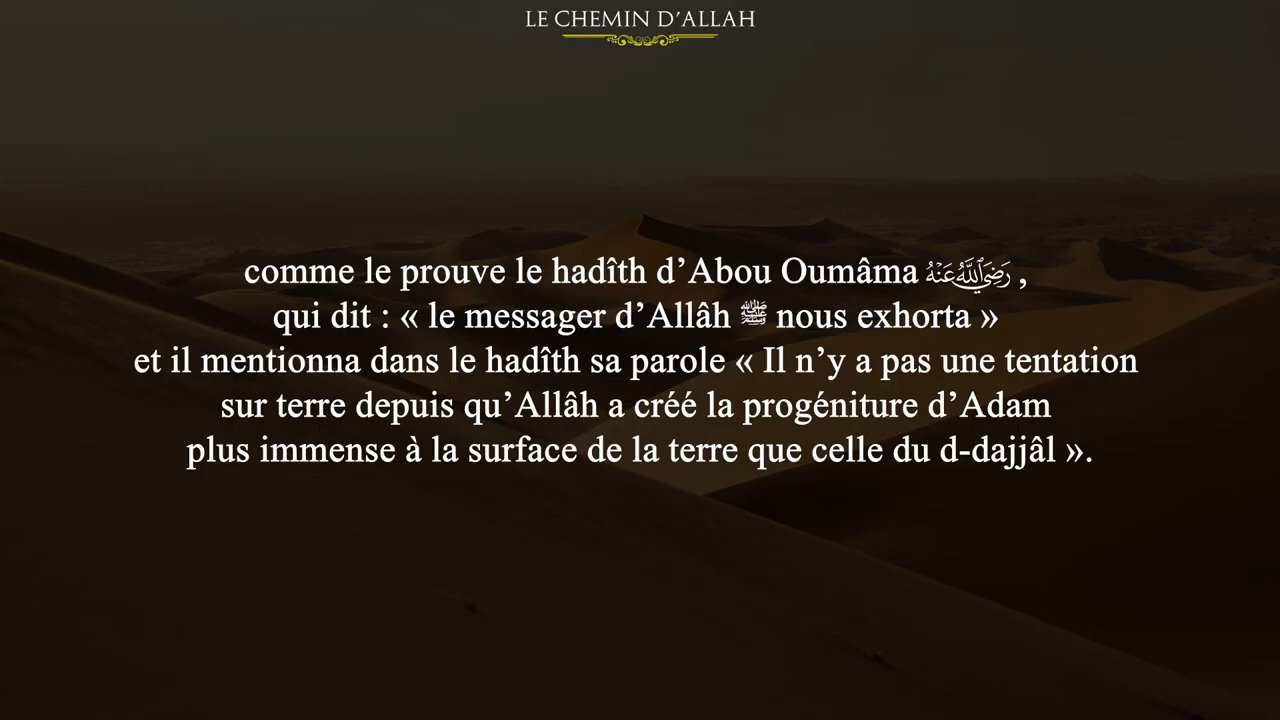 LE CHEMIN D’ALLAH
comme le prouve le hadîth d’Abou Oumâma رَضِيَ اللَّهُ عَنْهُ ,
qui dit : « le messager d’Allâh ﷺ nous exhorta »
et il mentionna dans le hadîth sa parole « Il n’y a pas une tentation
sur terre depuis qu’Allâh a créé la progéniture d’Adam
plus immense à la surface de la terre que celle du d-dajjâl ».